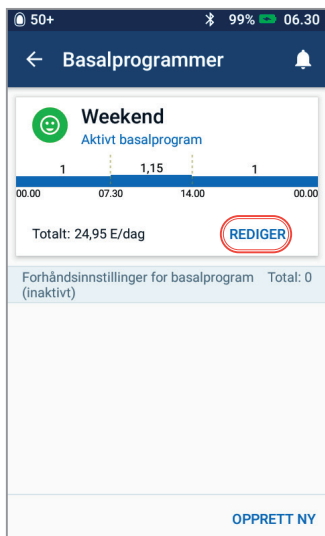 50+ 99% 06.30
Basalprogrammer
Weekend
Aktivt basalprogram
1 1,15 1
00.00 07.30 14.00 00.00
Totalt: 24,95 E/dag REDIGER
Forhåndsinnstillinger for basalprogram Total: 0
(inaktivt)
OPPRETT NY